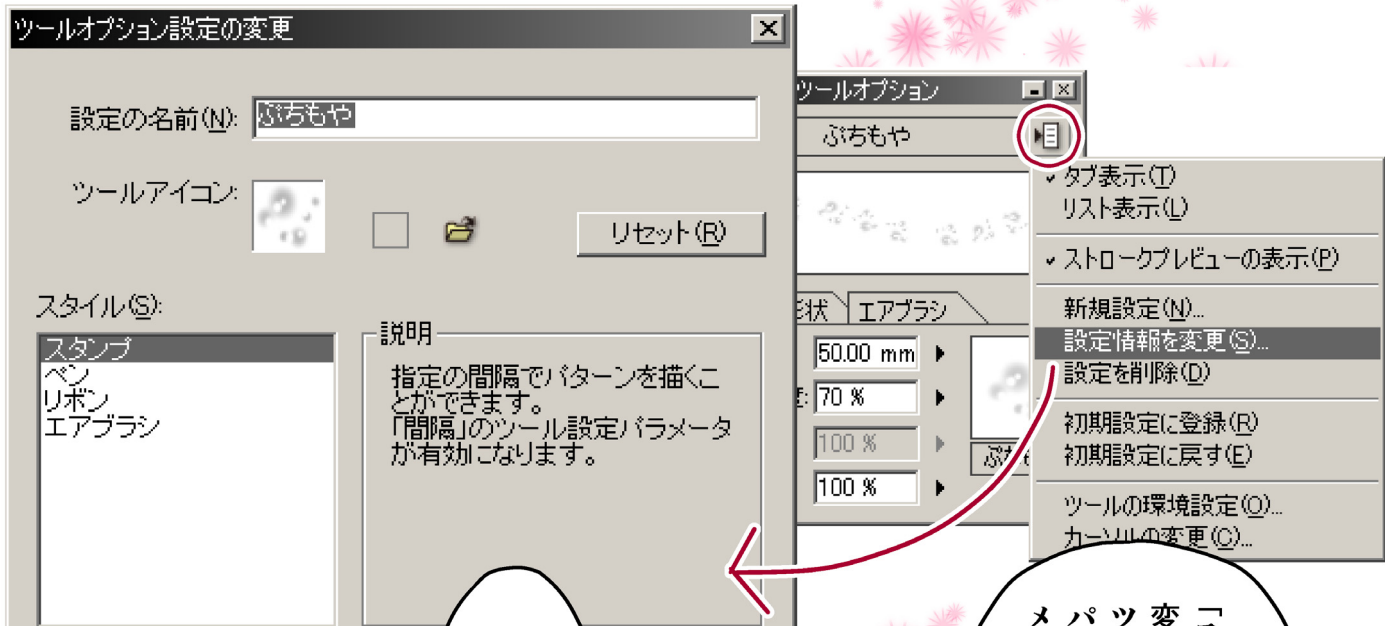 ツールオプション設定の変更
設定の名前(N):
ぷちもや
ツールアイコン:
リセット(R)
スタイル(S):
スタンプ
ペン
リボン
エアブラシ
説明
指定の間隔でパターンを描くこ
とができます。
「間隔」のツール設定パラメータ
が有効になります。
ツールオプション
ぷちもや
状
エアブラシ
50.00 mm
70 %
100 %
100 %
タブ表示(T)
リスト表示(L)
ストロークプレビューの表示(P)
新規設定(N)...
設定情報を変更(S)...
設定を削除(D)
初期設定に登録(R)
初期設定に戻す(E)
ツールの環境設定(O)...
カーソルの変更(C)...
「
変
ツ
パ
メ